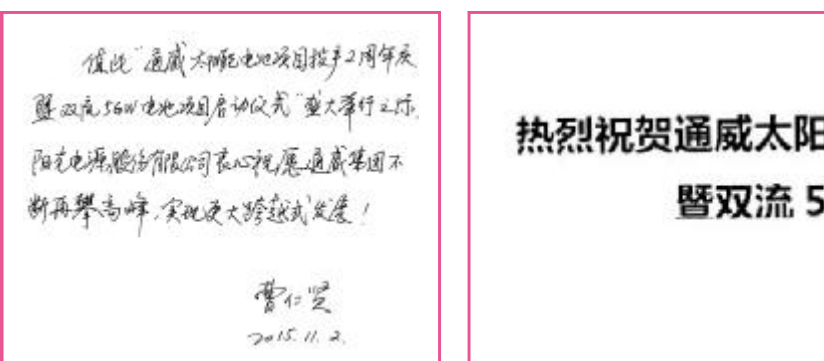 值此“通威太阳能电池项目投产2周年庆
暨双流5GW电池项目启动仪式”盛大举行之际,
阳光电源股份有限公司衷心祝愿通威集团不
断再攀高峰,实现更大跨越式发展!
曹仁贤
2015.11.2.
热烈祝贺通威太阳
暨双流 5